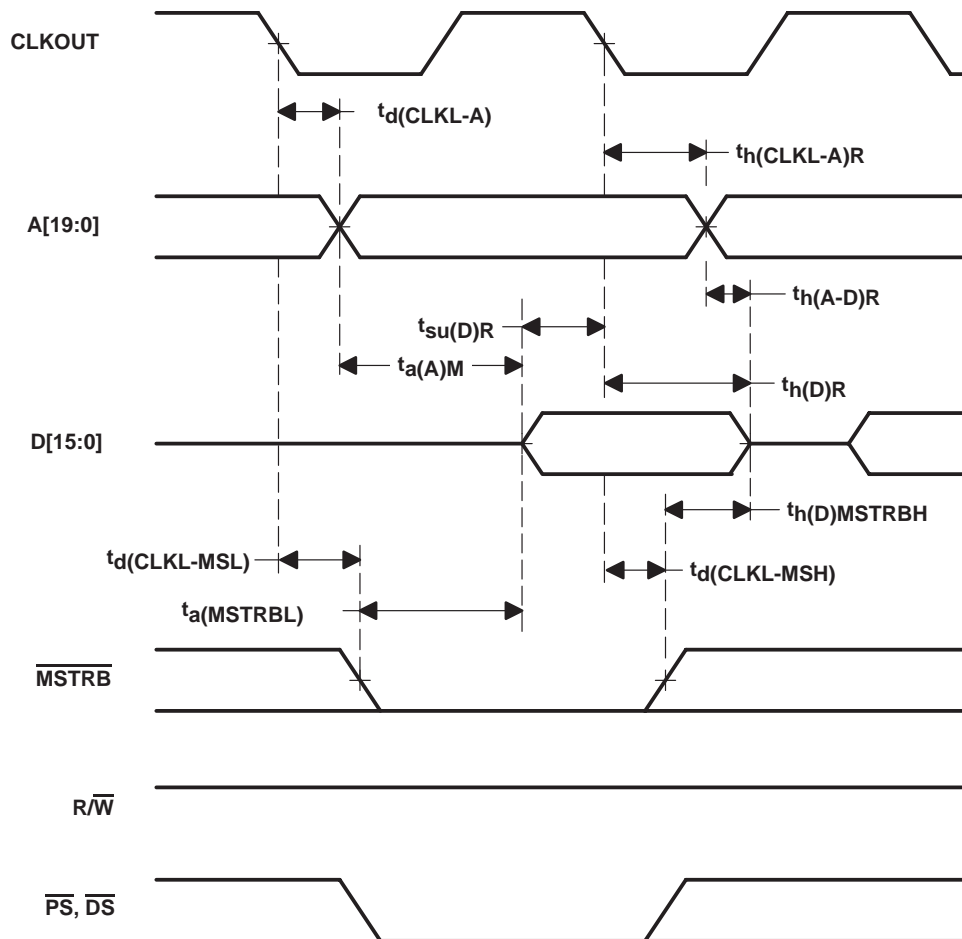 CLKOUT
td(CLKL-A)
th(CLKL-A)R
A[19:0]
th(A-D)R
tsu(D)R
ta(A)M
th(D)R
D[15:0]
th(D)MSTRBH
td(CLKL-MSL)
td(CLKL-MSH)
ta(MSTRBL)
MSTRB
R/W
PS, DS